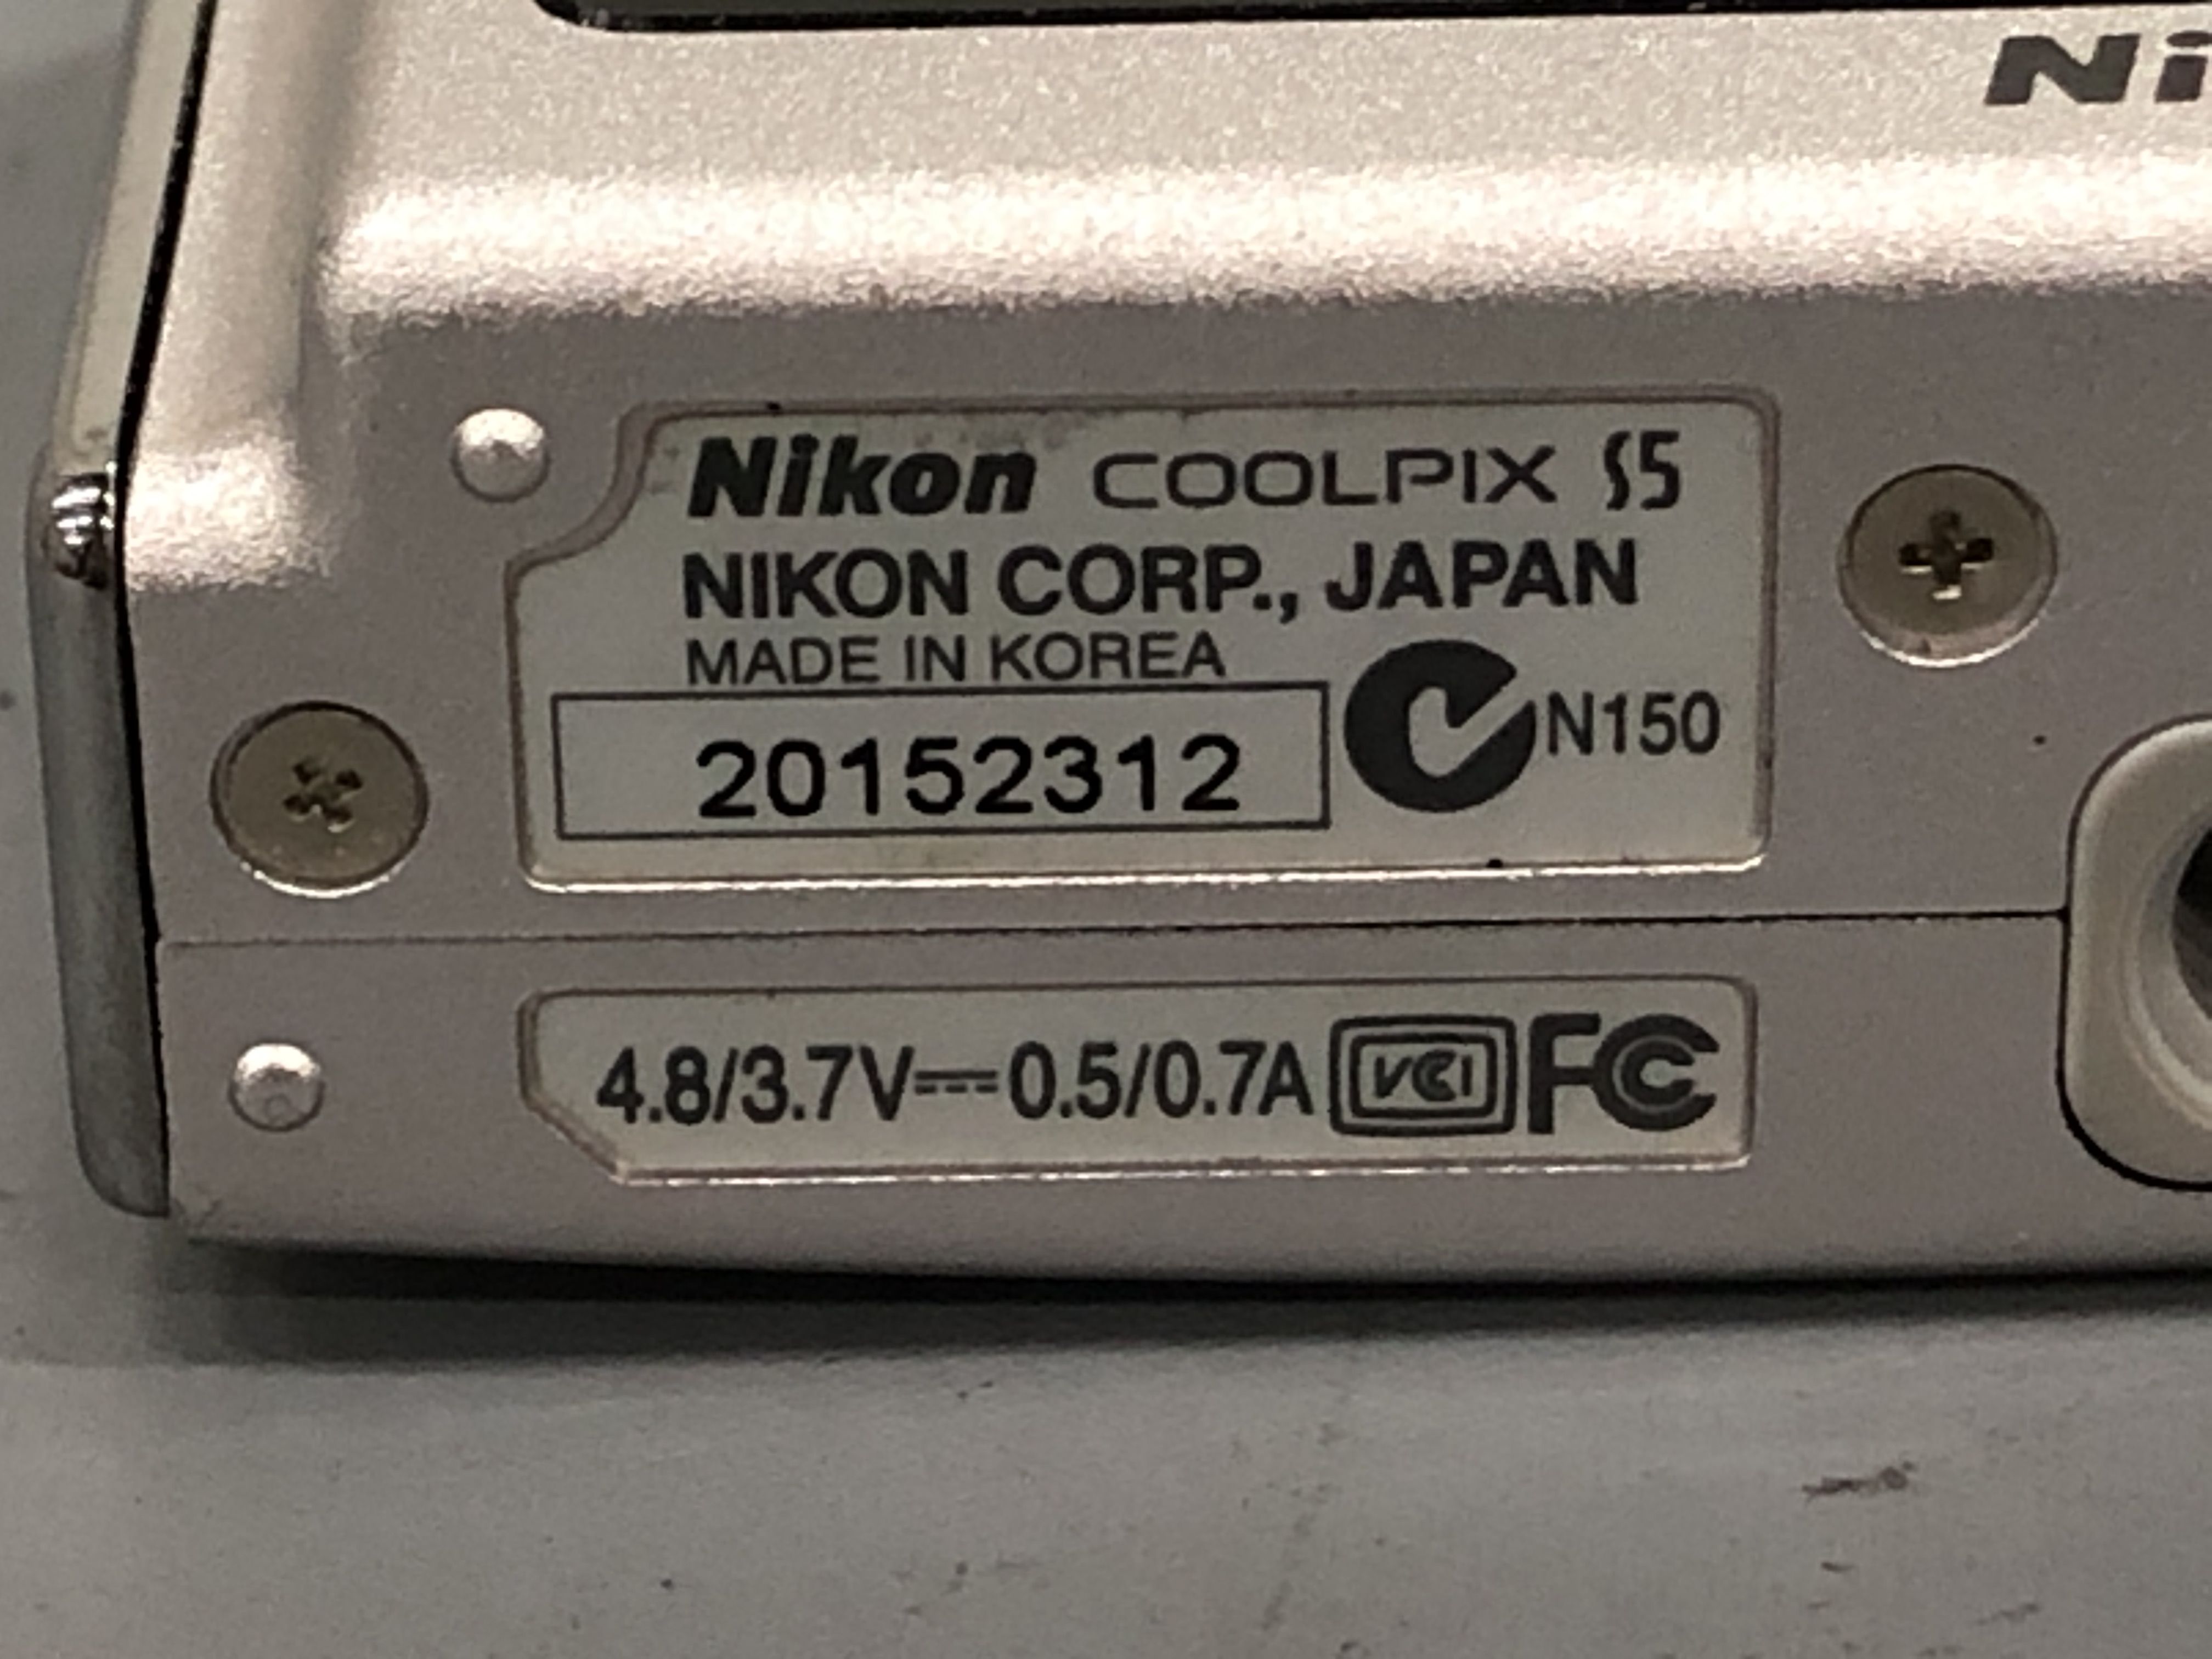 Ni
Nikon COOLPIX S5
NIKON CORP., JAPAN
MADE IN KOREA
20152312
N150
4.8/3.7V⎓0.5/0.7A VCI FC